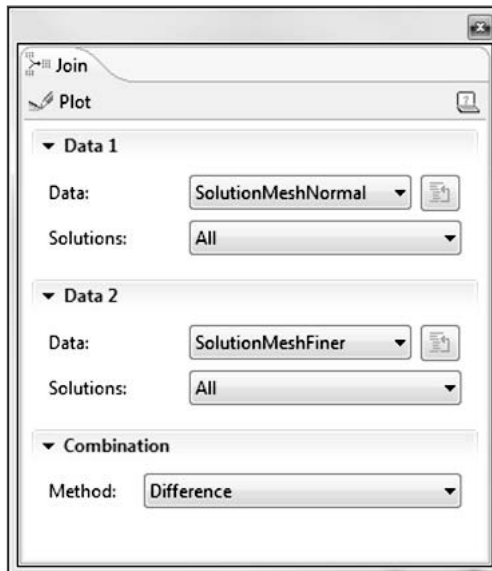 Join
Plot
Data 1
Data: SolutionMeshNormal
Solutions: All
Data 2
Data: SolutionMeshFiner
Solutions: All
Combination
Method: Difference